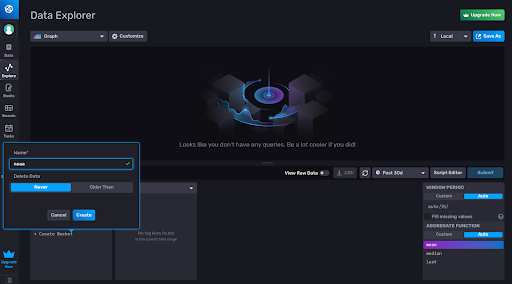 Data Explorer
Upgrade Now
Graph
Customize
Local
Save As
Data
Explore
Books
Boards
Tasks
Looks like you don't have any queries. Be a lot cooler if you did!
Name*
noaa
Delete Data
Never
Older Than
Cancel
Create
View Raw Data
CSV
Past 30d
Script Editor
Submit
+ Create Bucket
No tag keys found
in the current time range
WINDOW PERIOD
Custom
Auto
auto (1h)
Fill missing values
?
AGGREGATE FUNCTION
Custom
Auto
mean
median
last
Upgrade
Now